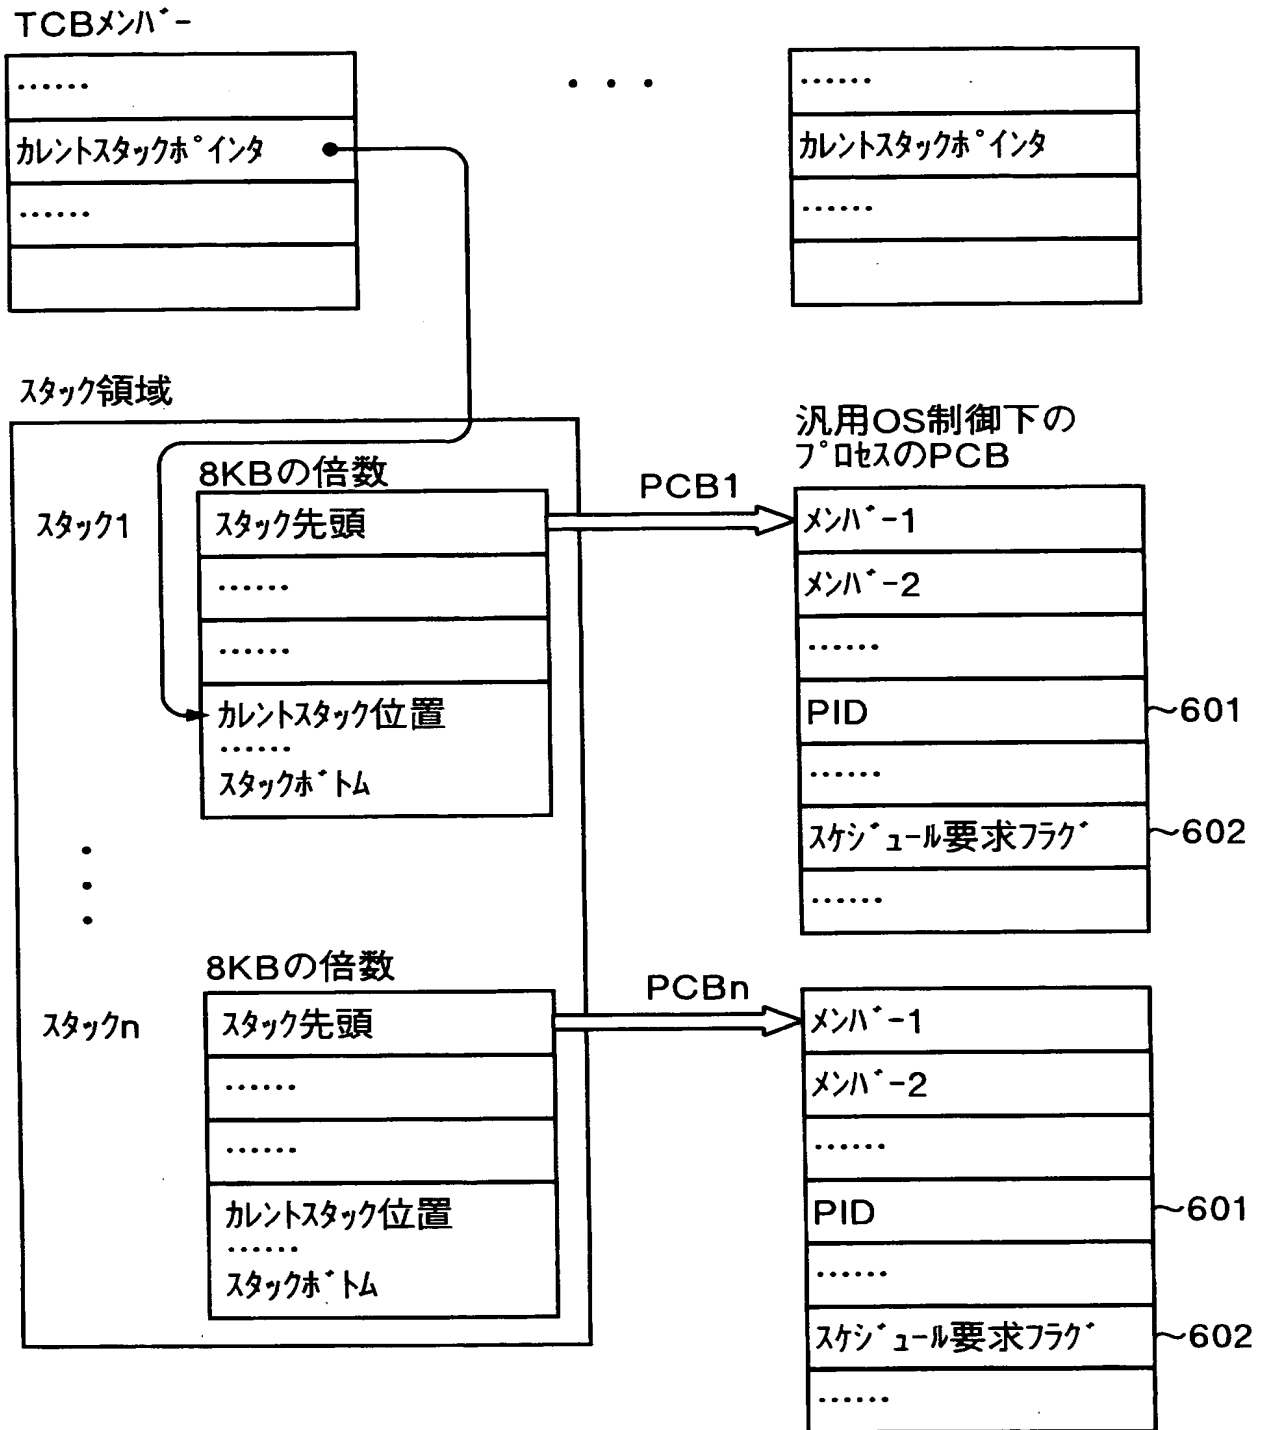 TCBメンバー
……
カレントスタックポインタ
……
・・・
……
カレントスタックポインタ
……
スタック領域
スタック1
8KBの倍数
スタック先頭
……
……
カレントスタック位置
……
スタックボトム
PCB1
汎用OS制御下の
プロセスのPCB
メンバー1
メンバー2
……
PID
~601
……
スケジュール要求フラグ
~602
……
スタックn
8KBの倍数
スタック先頭
……
……
カレントスタック位置
……
スタックボトム
PCBn
メンバー1
メンバー2
……
PID
~601
……
スケジュール要求フラグ
~602
……